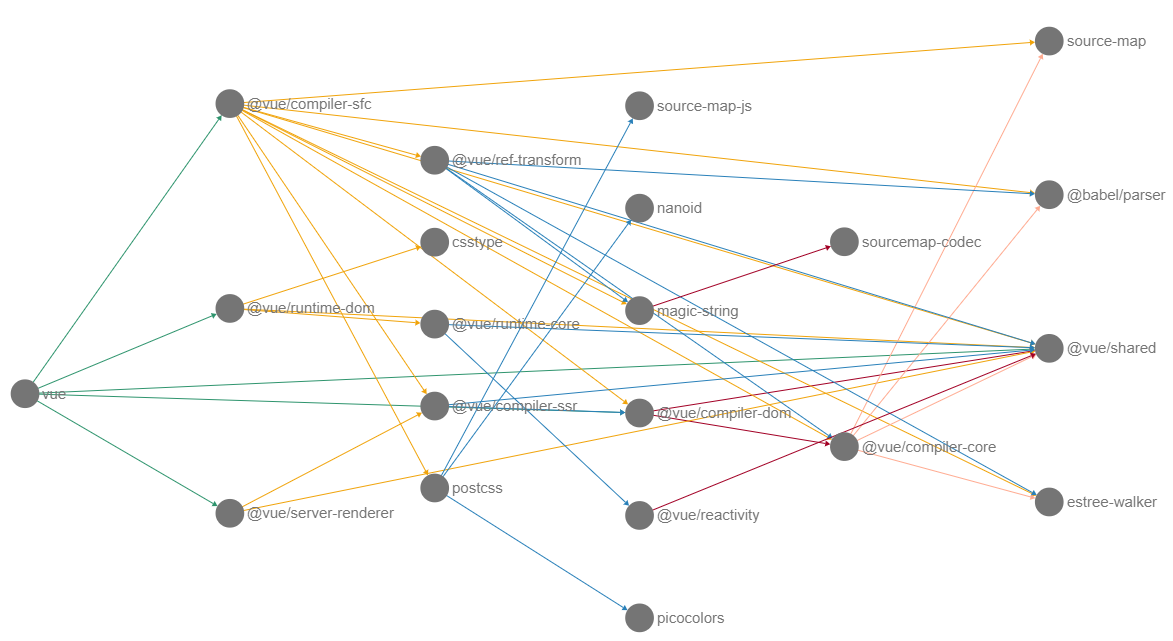 source-map
@vue/compiler-sfc
source-map-js
@vue/ref-transform
@babel/parser
nanoid
csstype
sourcemap-codec
@vue/runtime-dom
magic-string
@vue/runtime-core
@vue/shared
vue
@vue/compiler-ssr
@vue/compiler-dom
@vue/compiler-core
postcss
estree-walker
@vue/server-renderer
@vue/reactivity
picocolors